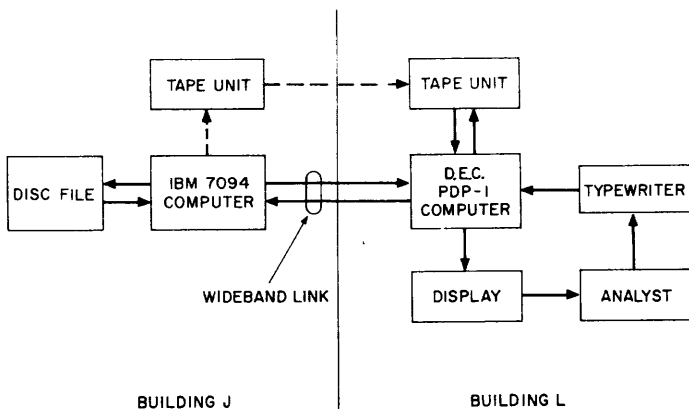 TAPE UNIT
TAPE UNIT
DISC FILE
IBM 7094
COMPUTER
D.E.C.
PDP-1
COMPUTER
TYPEWRITER
WIDEBAND LINK
DISPLAY
ANALYST
BUILDING J
BUILDING L